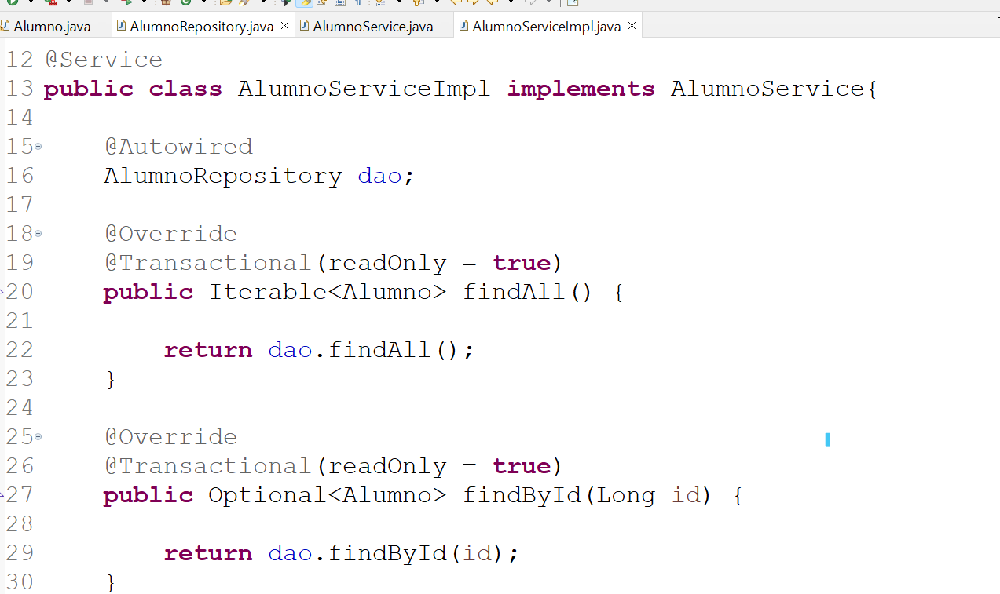 Alumno.java AlumnoRepository.java AlumnoService.java AlumnoServiceImpl.java
12 @Service
13 public class AlumnoServiceImpl implements AlumnoService{
14
15 @Autowired
16 AlumnoRepository dao;
17
18 @Override
19 @Transactional(readOnly = true)
20 public Iterable<Alumno> findAll() {
21
22 return dao.findAll();
23 }
24
25 @Override
26 @Transactional(readOnly = true)
27 public Optional<Alumno> findById(Long id) {
28
29 return dao.findById(id);
30 }